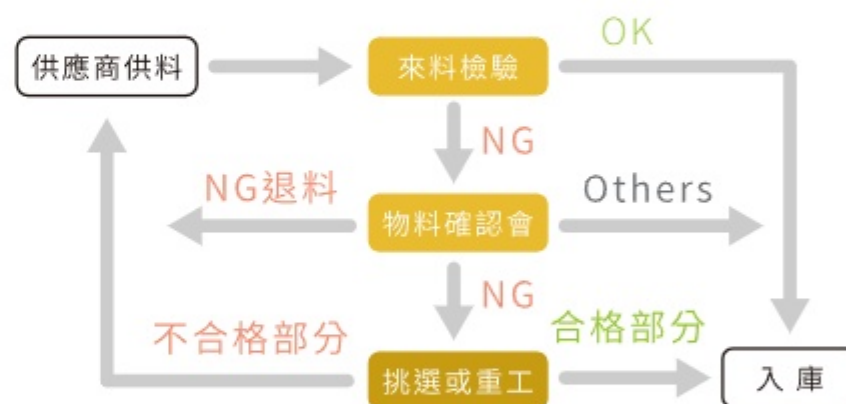 OK
供應商供料
來料檢驗
NG
NG退料
Others
物料確認會
NG
不合格部分
合格部分
挑選或重工
入庫